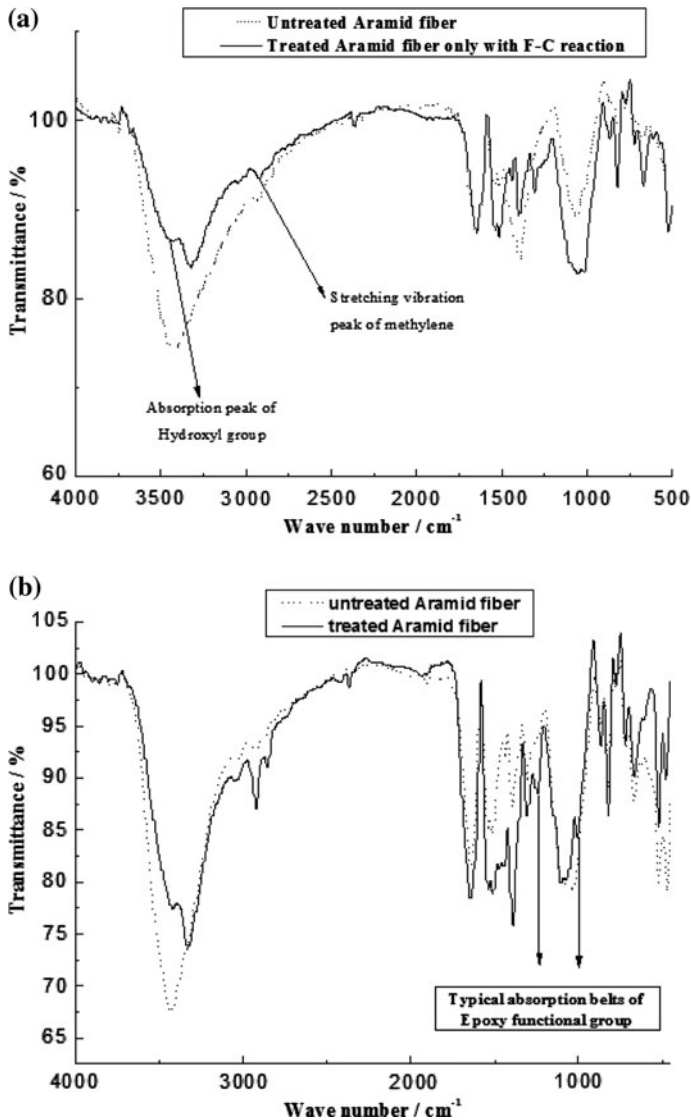 (a)
Untreated Aramid fiber
Treated Aramid fiber only with F-C reaction
100
80
60
Transmittance / %
Stretching vibration
peak of methylene
Absorption peak of
Hydroxyl group
4000 3500 3000 2500 2000 1500 1000 500
Wave number / cm⁻¹
(b)
untreated Aramid fiber
treated Aramid fiber
105
100
95
90
85
80
75
70
65
Transmittance / %
Typical absorption belts of
Epoxy functional group
4000 3000 2000 1000
Wave number / cm⁻¹